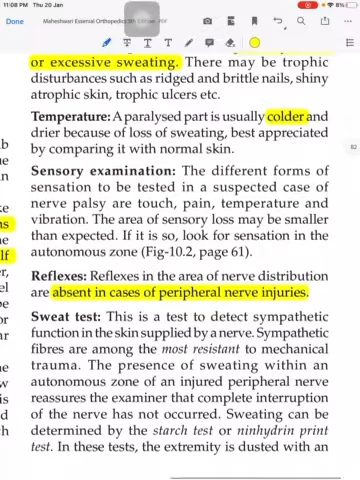 11:08 PM Thu 20 Jan
8%
Done
Maheshwari Essenial Orthopedics 5th Edition .PDF
or excessive sweating. There may be trophic
disturbances such as ridged and brittle nails, shiny
atrophic skin, trophic ulcers etc.
Temperature: A paralysed part is usually colder and
drier because of loss of sweating, best appreciated
by comparing it with normal skin.
82
Sensory examination: The different forms of
sensation to be tested in a suspected case of
nerve palsy are touch, pain, temperature and
vibration. The area of sensory loss may be smaller
than expected. If it is so, look for sensation in the
autonomous zone (Fig-10.2, page 61).
Reflexes: Reflexes in the area of nerve distribution
are absent in cases of peripheral nerve injuries.
Sweat test: This is a test to detect sympathetic
function in the skin supplied by a nerve. Sympathetic
fibres are among the most resistant to mechanical
trauma. The presence of sweating within an
autonomous zone of an injured peripheral nerve
reassures the examiner that complete interruption
of the nerve has not occurred. Sweating can be
determined by the starch test or ninhydrin print
test. In these tests, the extremity is dusted with an